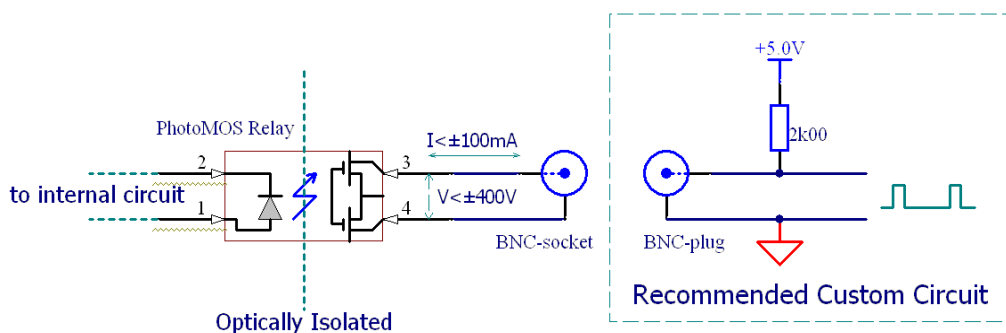 +5.0V
2k00
PhotoMOS Relay
I<±100mA
2
3
to internal circuit
V<±400V
1
4
BNC-socket
BNC-plug
Recommended Custom Circuit
Optically Isolated